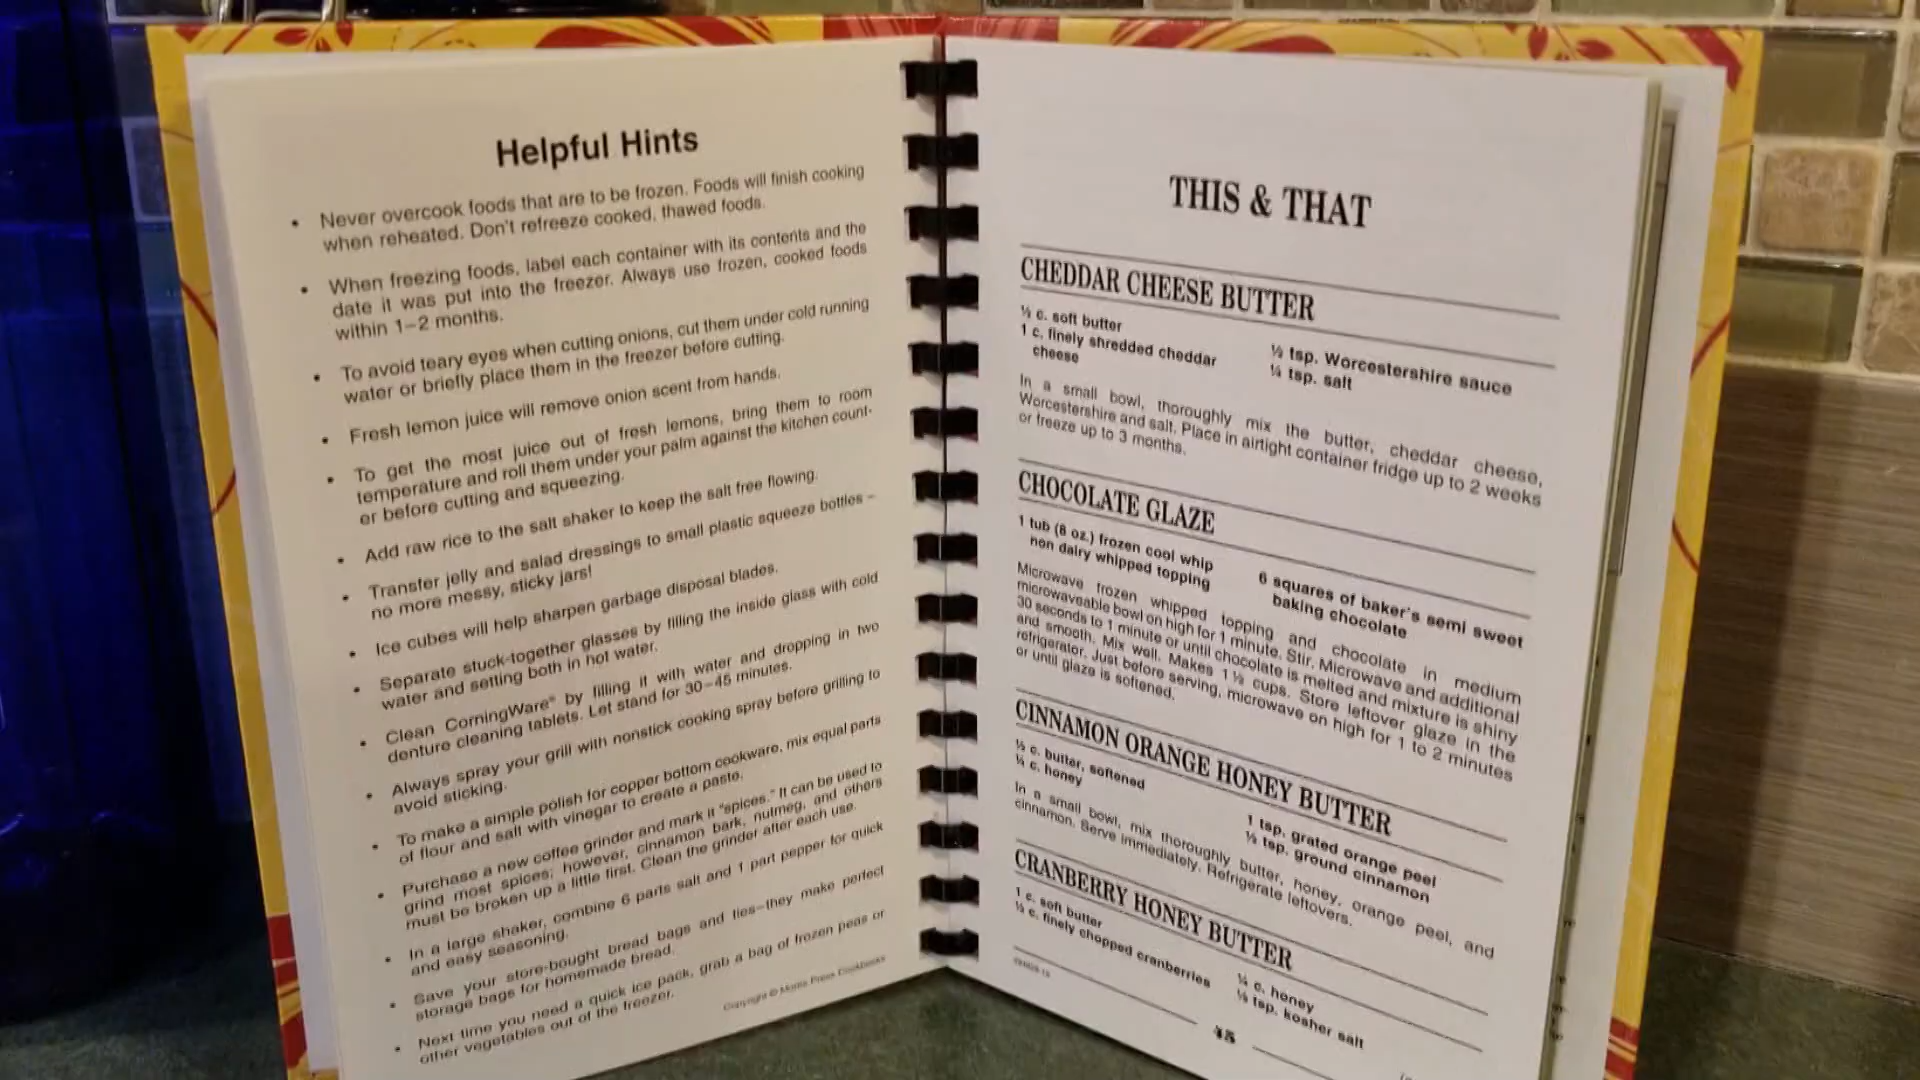 Helpful Hints
• Never overcook foods that are to be frozen. Foods will finish cooking
when reheated. Don't refreeze cooked, thawed foods.
• When freezing foods, label each container with its contents and the
date it was put into the freezer. Always use frozen, cooked foods
within 1–2 months.
• To avoid teary eyes when cutting onions, cut them under cold running
water or briefly place them in the freezer before cutting.
• Fresh lemon juice will remove onion scent from hands.
• To get the most juice out of fresh lemons, bring them to room
temperature and roll them under your palm against the kitchen count-
er before cutting and squeezing.
• Add raw rice to the salt shaker to keep the salt free flowing.
• Transfer jelly and salad dressings to small plastic squeeze bottles –
no more messy, sticky jars!
• Ice cubes will help sharpen garbage disposal blades.
• Separate stuck-together glasses by filling the inside glass with cold
water and setting both in hot water.
• Clean CorningWare® by filling it with water and dropping in two
denture cleaning tablets. Let stand for 30–45 minutes.
• Always spray your grill with nonstick cooking spray before grilling to
avoid sticking.
• To make a simple polish for copper bottom cookware, mix equal parts
of flour and salt with vinegar to create a paste.
• Purchase a new coffee grinder and mark it "spices." It can be used to
grind most spices; however, cinnamon bark, nutmeg, and others
must be broken up a little first. Clean the grinder after each use.
• In a large shaker, combine 6 parts salt and 1 part pepper for quick
and easy seasoning.
• Save your store-bought bread bags and ties–they make perfect
storage bags for homemade bread.
• Next time you need a quick ice pack, grab a bag of frozen peas or
other vegetables out of the freezer.
Copyright © Morris Press Cookbooks
THIS & THAT
CHEDDAR CHEESE BUTTER
½ c. soft butter
1 c. finely shredded cheddar
cheese
½ tsp. Worcestershire sauce
¼ tsp. salt
In a small bowl, thoroughly mix the butter, cheddar cheese,
Worcestershire and salt. Place in airtight container fridge up to 2 weeks
or freeze up to 3 months.
CHOCOLATE GLAZE
1 tub (8 oz.) frozen cool whip
non dairy whipped topping
6 squares of baker's semi sweet
baking chocolate
Microwave frozen whipped topping and chocolate in medium
microwaveable bowl on high for 1 minute. Stir. Microwave and additional
30 seconds to 1 minute or until chocolate is melted and mixture is shiny
and smooth. Mix well. Makes 1½ cups. Store leftover glaze in the
refrigerator. Just before serving, microwave on high for 1 to 2 minutes
or until glaze is softened.
CINNAMON ORANGE HONEY BUTTER
½ c. butter, softened
¼ c. honey
1 tsp. grated orange peel
½ tsp. ground cinnamon
In a small bowl, mix thoroughly butter, honey, orange peel, and
cinnamon. Serve immediately. Refrigerate leftovers.
CRANBERRY HONEY BUTTER
1 c. soft butter
½ c. finely chopped cranberries
¼ c. honey
½ tsp. kosher salt
45